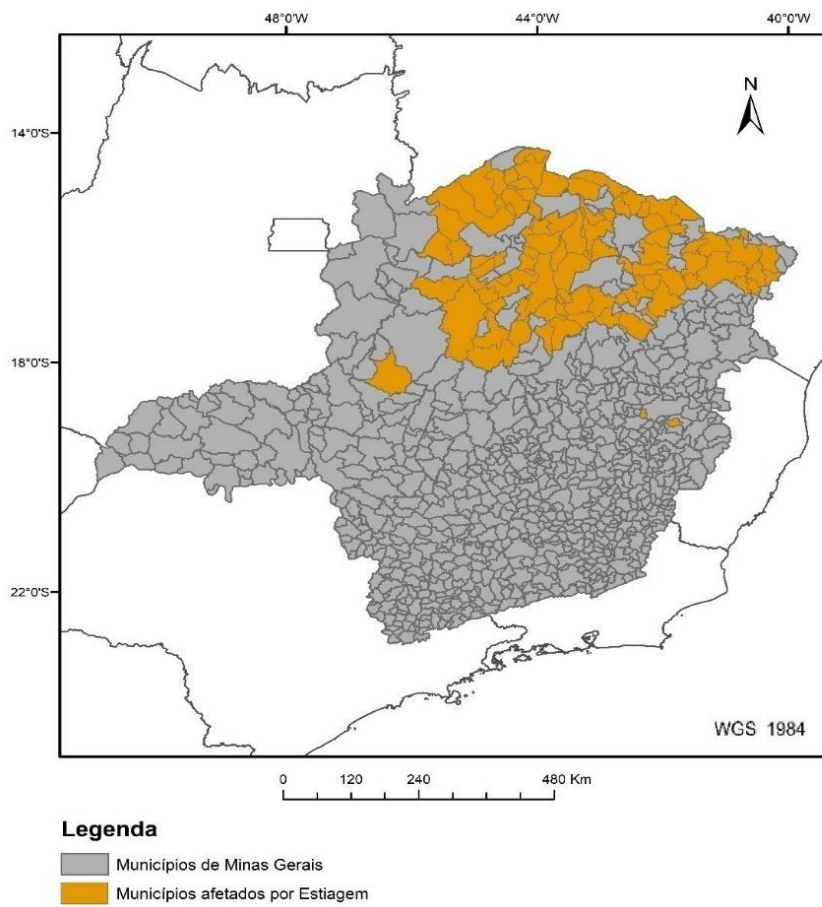 48°0'W 44°0'W 40°0'W
N
14°0'S
18°0'S
22°0'S
WGS 1984
0 120 240 480 Km
Legenda
Municípios de Minas Gerais
Municípios afetados por Estiagem